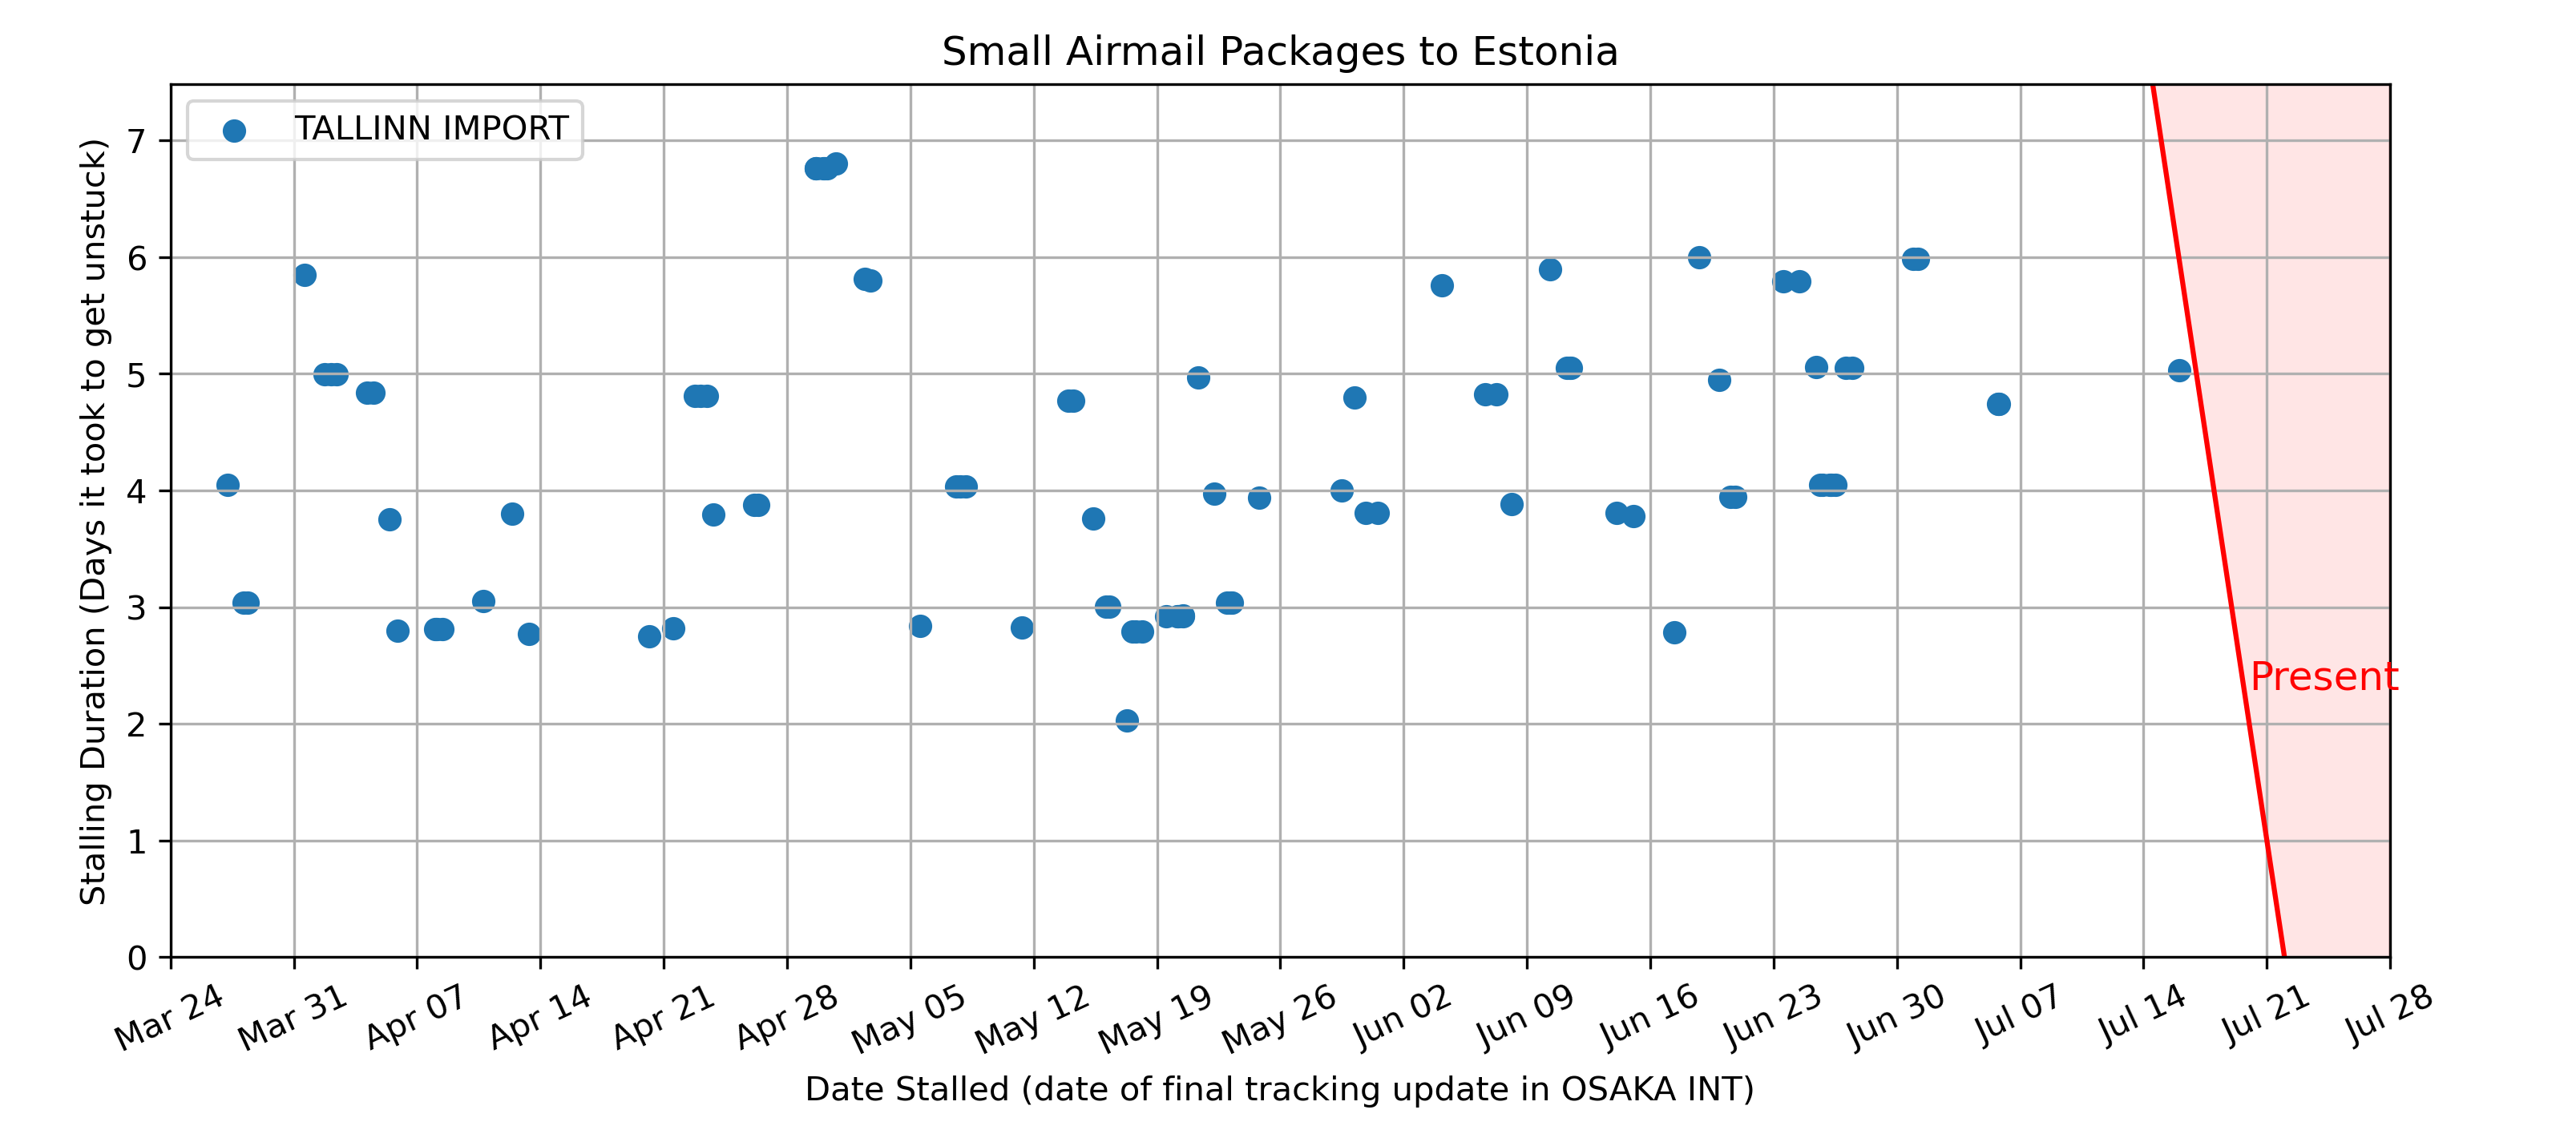 Small Airmail Packages to Estonia
TALLINN IMPORT
Stalling Duration (Days it took to get unstuck)
7
6
5
4
3
2
1
0
Present
Mar 24
Mar 31
Apr 07
Apr 14
Apr 21
Apr 28
May 05
May 12
May 19
May 26
Jun 02
Jun 09
Jun 16
Jun 23
Jun 30
Jul 07
Jul 14
Jul 21
Jul 28
Date Stalled (date of final tracking update in OSAKA INT)